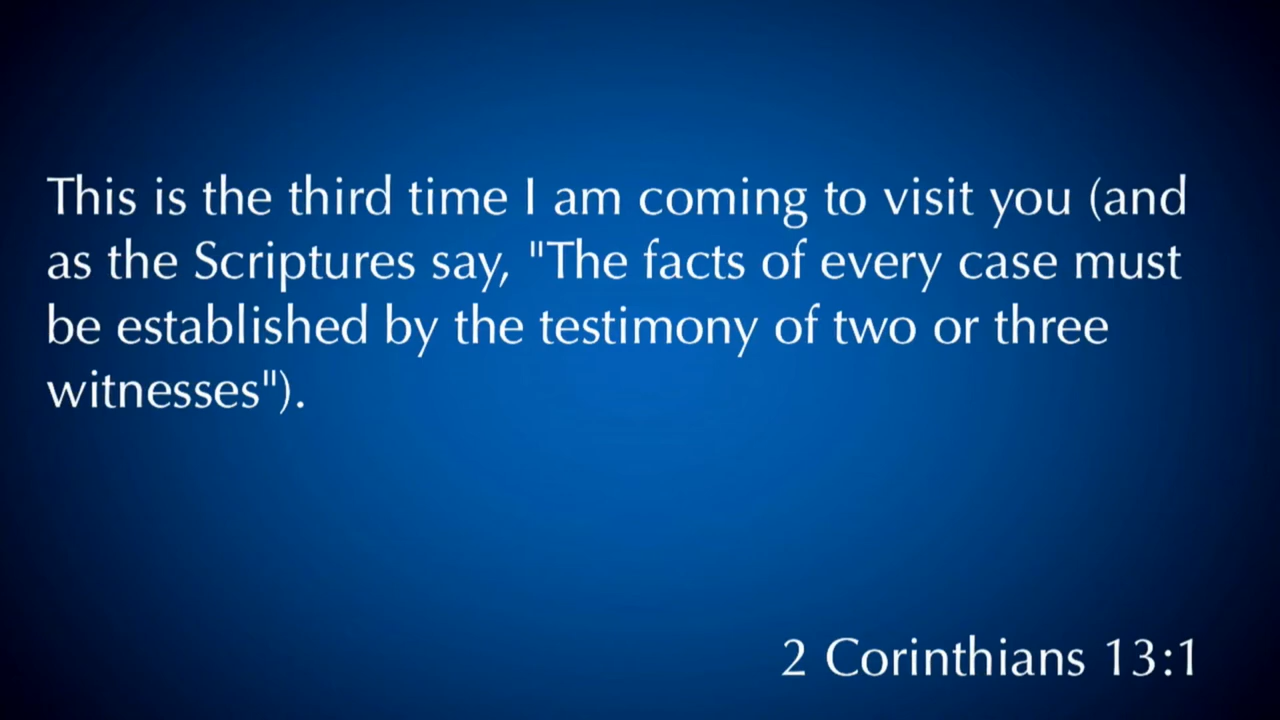 This is the third time I am coming to visit you (and
as the Scriptures say, "The facts of every case must
be established by the testimony of two or three
witnesses").
2 Corinthians 13:1